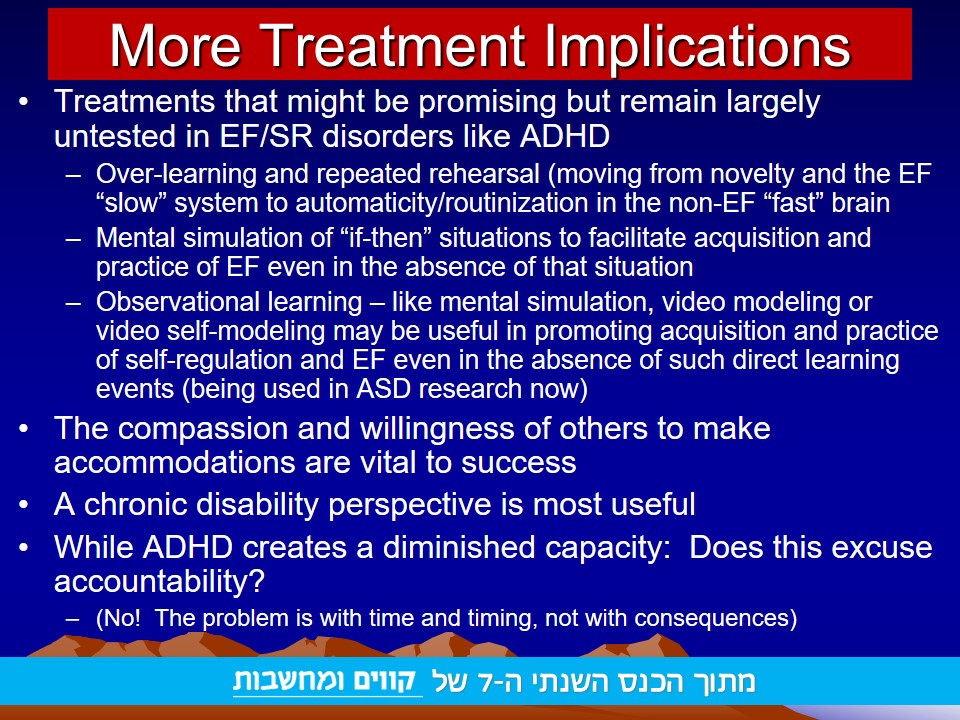 More Treatment Implications
• Treatments that might be promising but remain largely
untested in EF/SR disorders like ADHD
– Over-learning and repeated rehearsal (moving from novelty and the EF
“slow” system to automaticity/routinization in the non-EF “fast” brain
– Mental simulation of “if-then” situations to facilitate acquisition and
practice of EF even in the absence of that situation
– Observational learning – like mental simulation, video modeling or
video self-modeling may be useful in promoting acquisition and practice
of self-regulation and EF even in the absence of such direct learning
events (being used in ASD research now)
• The compassion and willingness of others to make
accommodations are vital to success
• A chronic disability perspective is most useful
• While ADHD creates a diminished capacity:  Does this excuse
accountability?
– (No!  The problem is with time and timing, not with consequences)
מתוך הכנס השנתי ה-7 של קווים ומחשבות